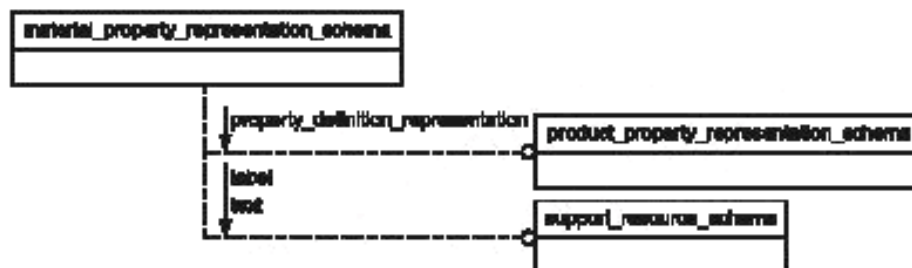 material_property_representation_schema
property_definition_representation
product_property_representation_schema
label
text
support_resource_schema